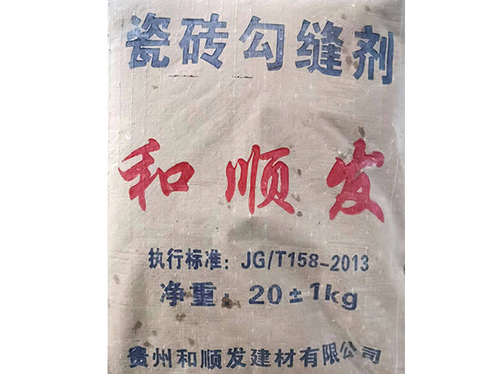 瓷砖勾缝剂
和顺发
执行标准：JG/T158-2013
净重：20±1kg
贵州和顺发建材有限公司